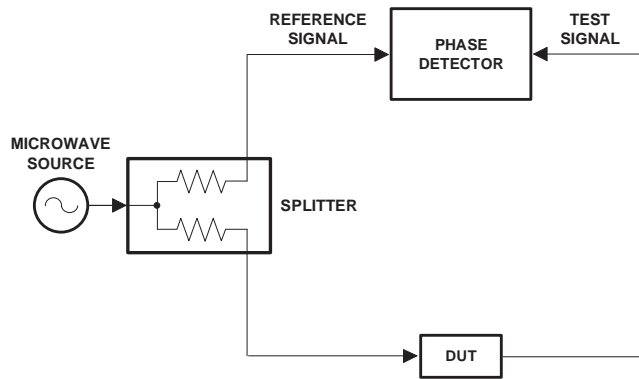 REFERENCE
SIGNAL
PHASE
DETECTOR
TEST
SIGNAL
MICROWAVE
SOURCE
SPLITTER
DUT